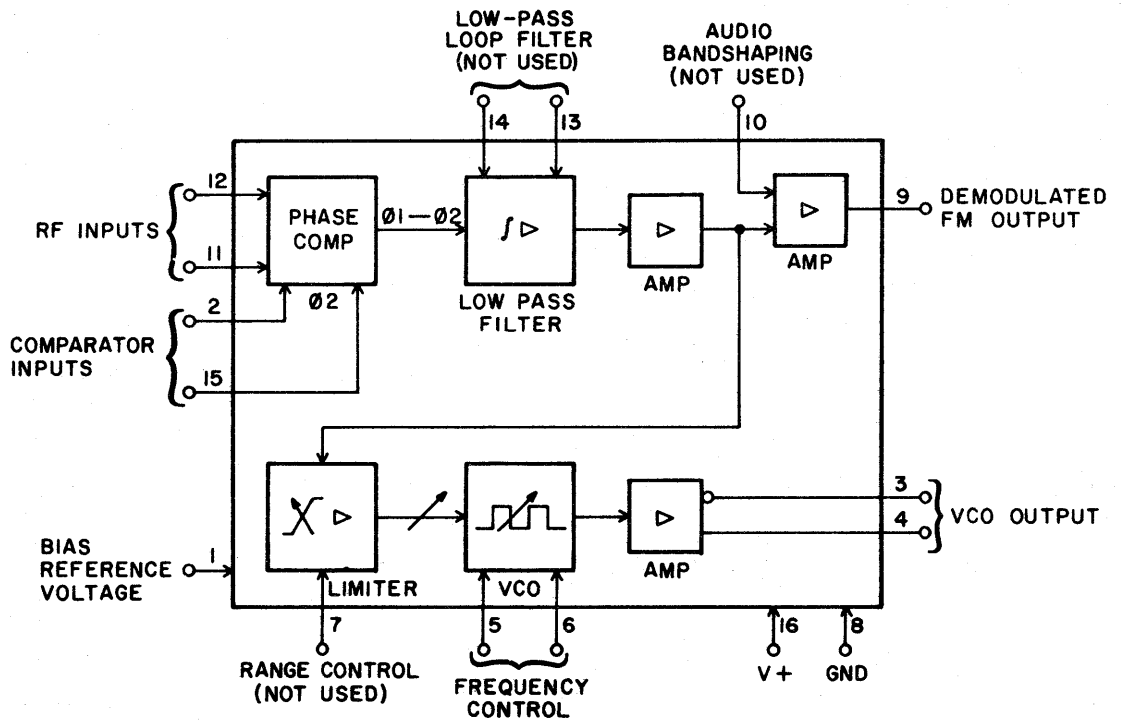 LOW-PASS
LOOP FILTER
(NOT USED)
AUDIO
BANDSHAPING
(NOT USED)
14
13
10
12
RF INPUTS
11
PHASE
COMP
Ø1—Ø2
∫ ▷
▷
▷
9
DEMODULATED
FM OUTPUT
AMP
AMP
LOW PASS
FILTER
Ø2
2
COMPARATOR
INPUTS
15
▷
▷
3
4
VCO OUTPUT
BIAS
REFERENCE
VOLTAGE
1
LIMITER
VCO
AMP
7
5
6
16
8
RANGE CONTROL
(NOT USED)
FREQUENCY
CONTROL
V+
GND